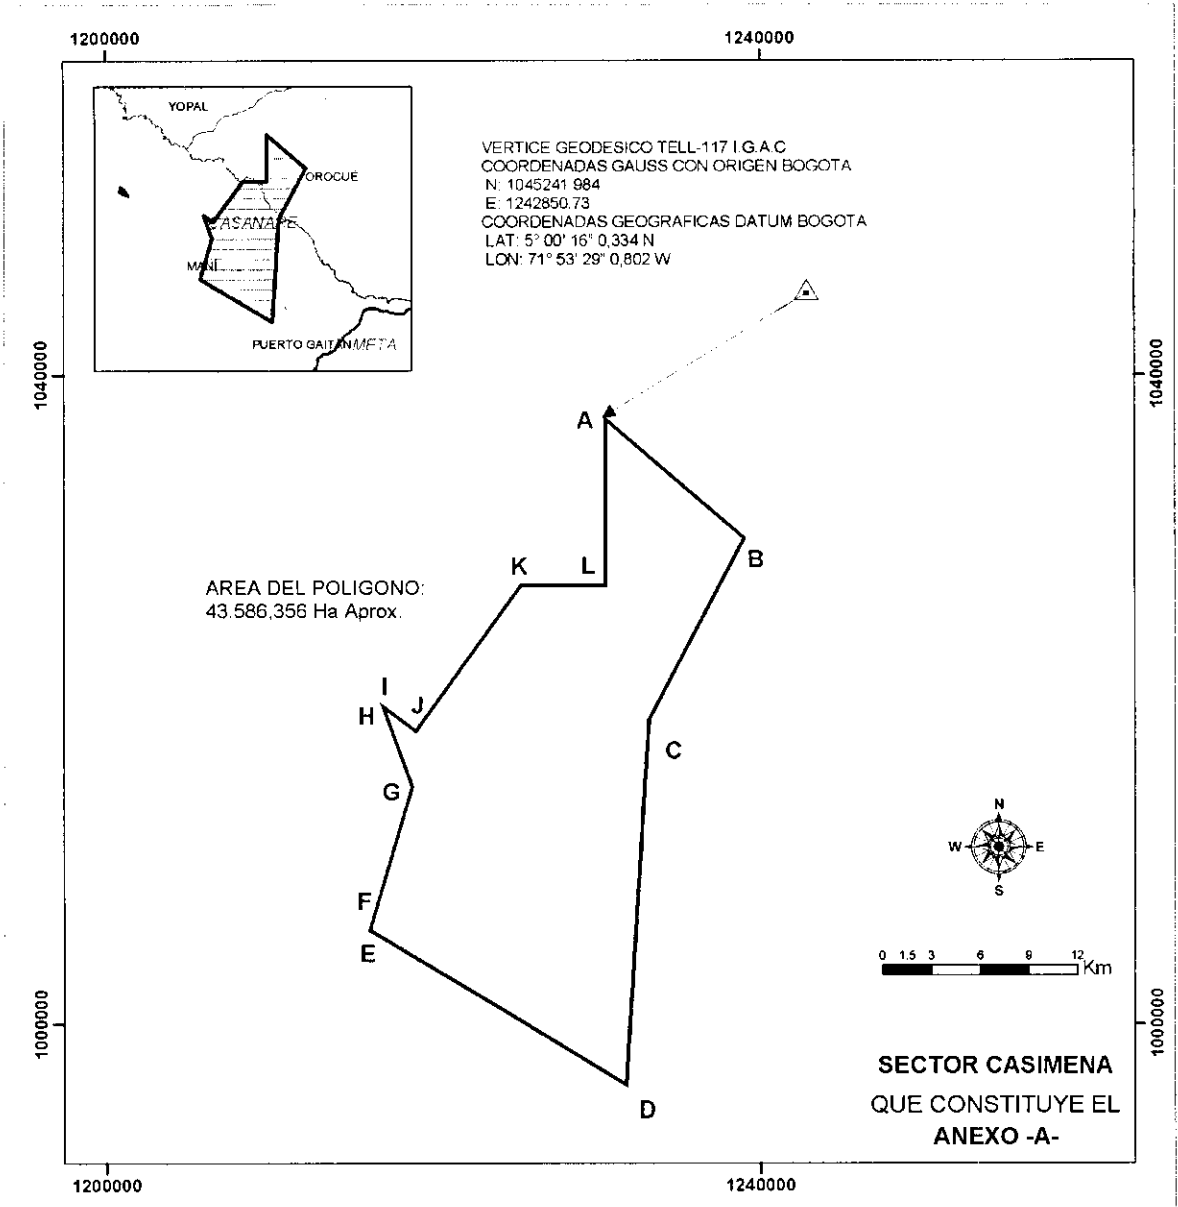 1200000
1240000
YOPAL
OROCUÉ
CASANARE
MANÍ
PUERTO GAITÁN
META
VERTICE GEODESICO TELL-117 I.G.A.C
COORDENADAS GAUSS CON ORIGEN BOGOTA
N: 1045241.984
E: 1242850.73
COORDENADAS GEOGRAFICAS DATUM BOGOTA
LAT: 5° 00' 16" 0,334 N
LON: 71° 53' 29" 0,802 W
1040000
1040000
A
B
K
L
AREA DEL POLIGONO:
43.586,356 Ha Aprox.
I
J
H
C
G
N
W
E
S
F
E
0 1.5 3 6 9 12
Km
1000000
1000000
D
SECTOR CASIMENA
QUE CONSTITUYE EL
ANEXO -A-
1200000
1240000